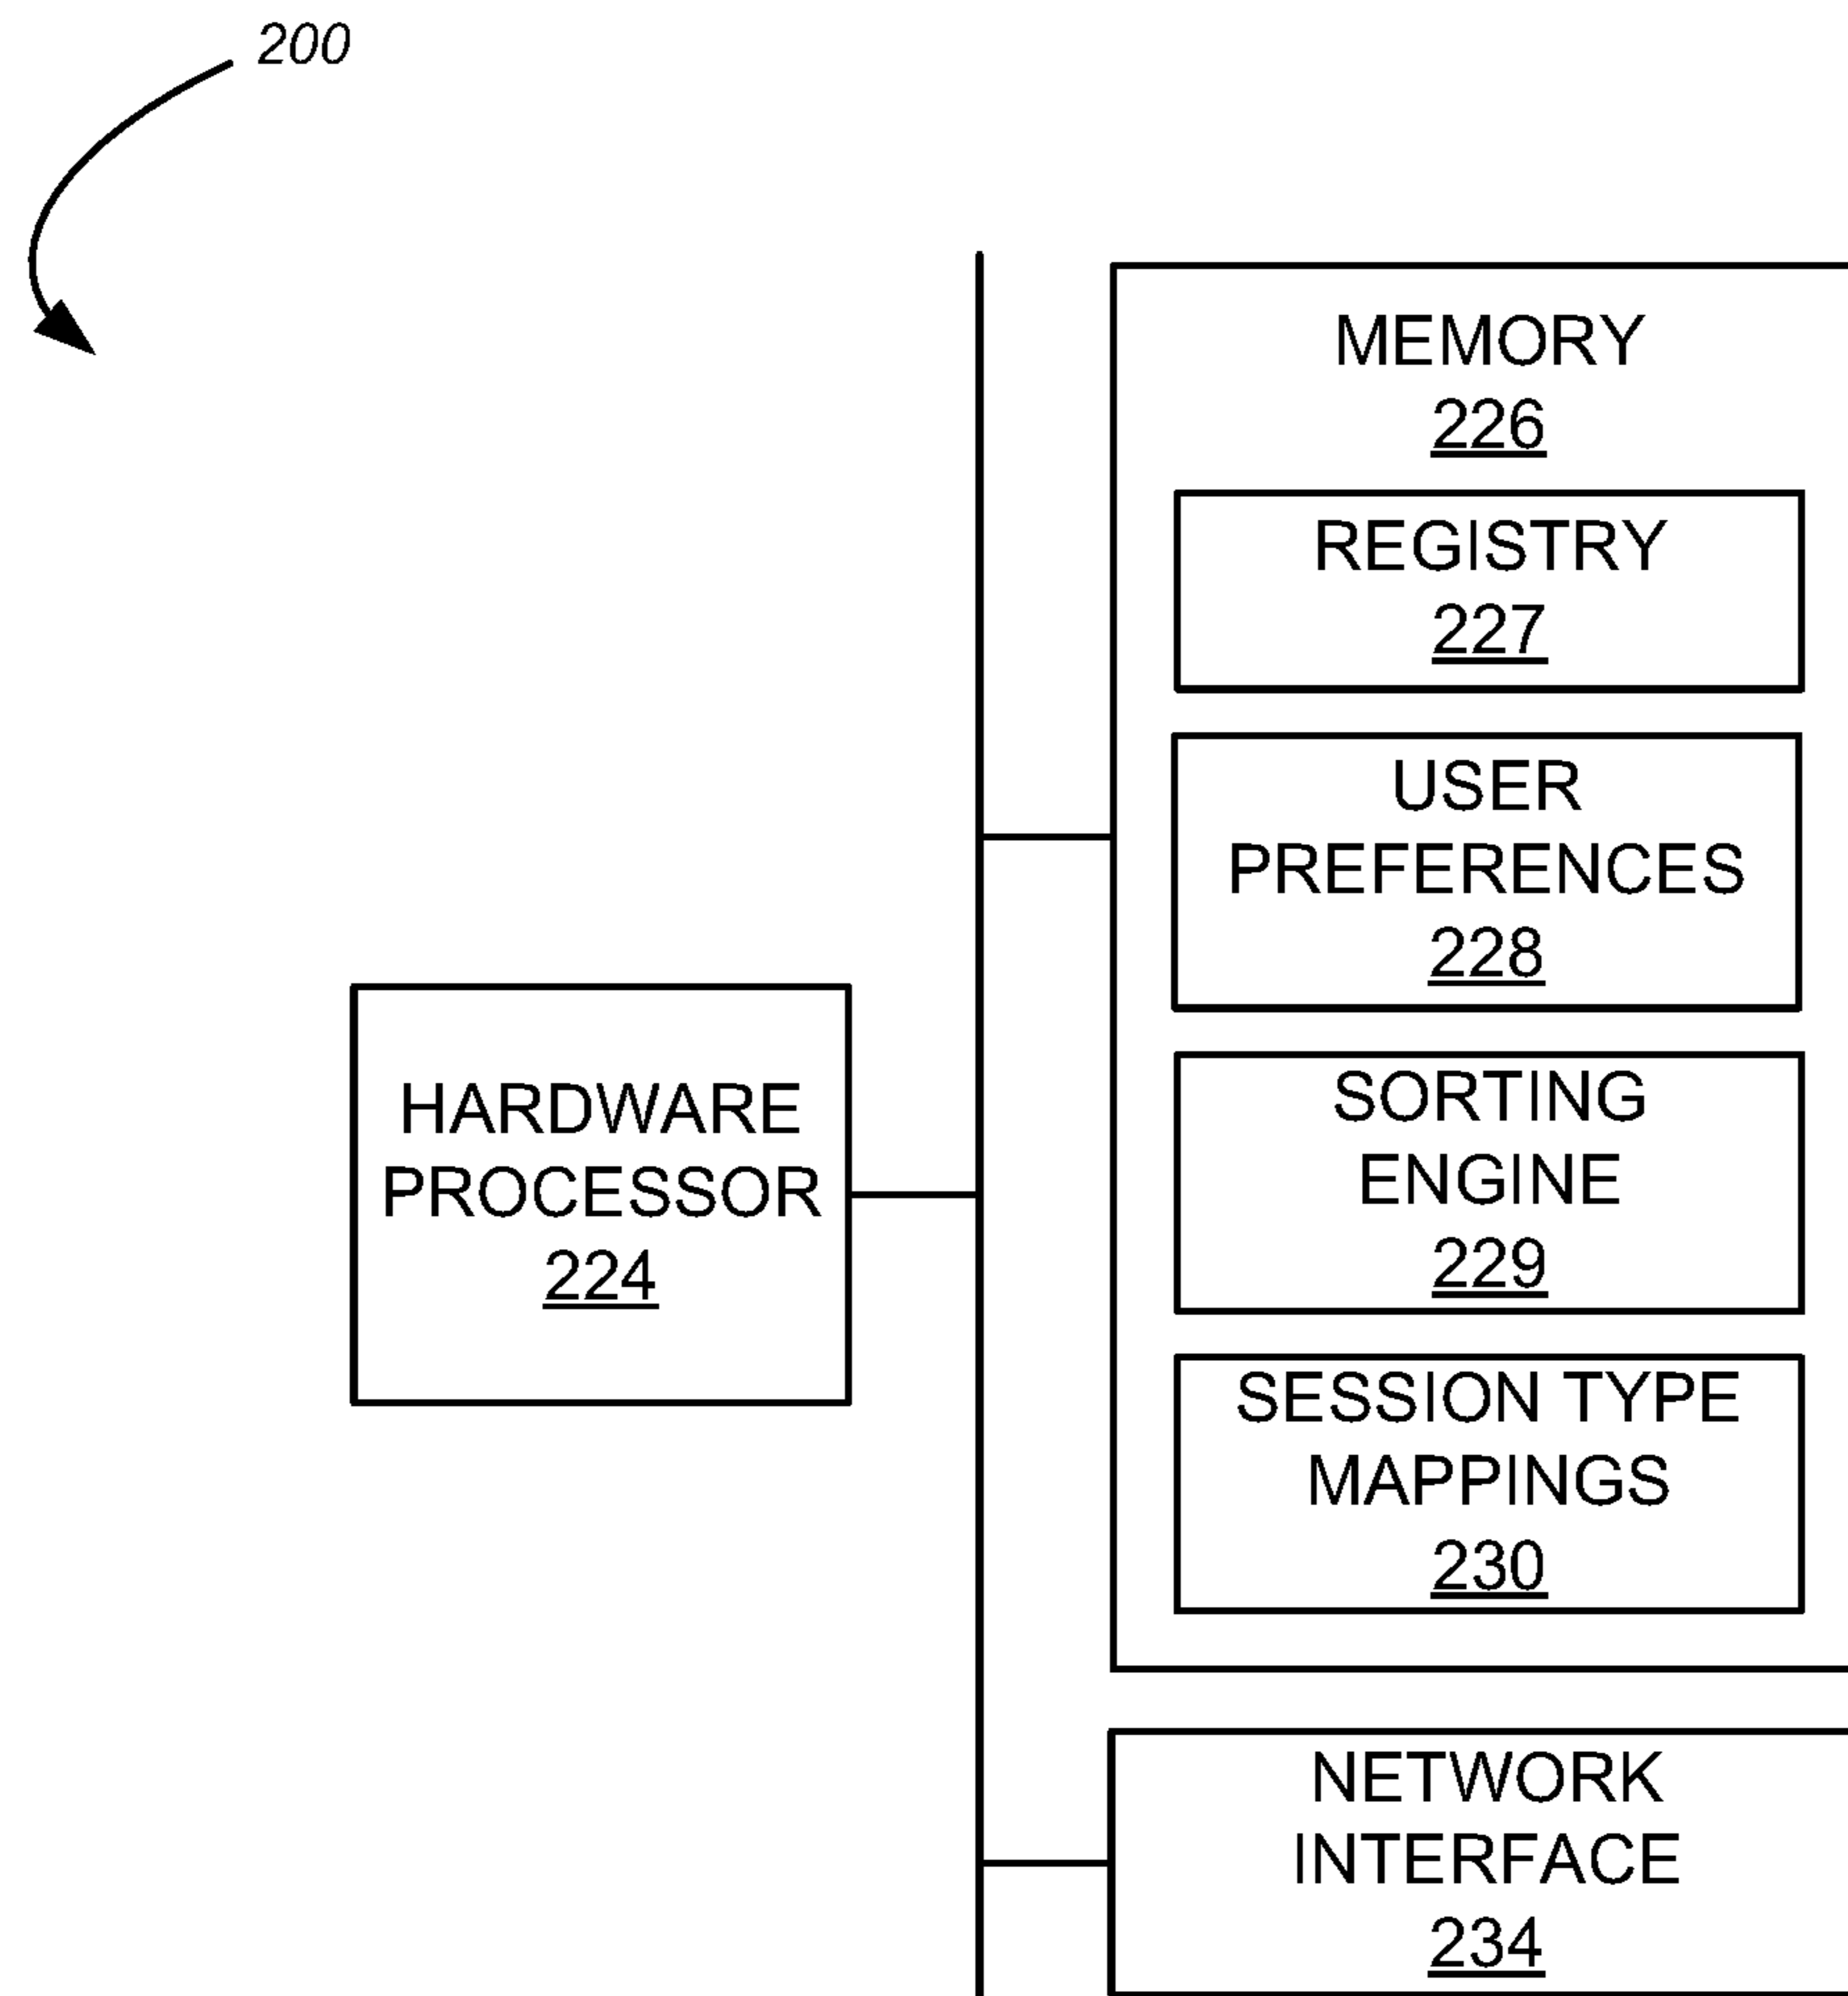 200
MEMORY
226
REGISTRY
227
USER
PREFERENCES
228
HARDWARE
PROCESSOR
224
SORTING
ENGINE
229
SESSION TYPE
MAPPINGS
230
NETWORK
INTERFACE
234